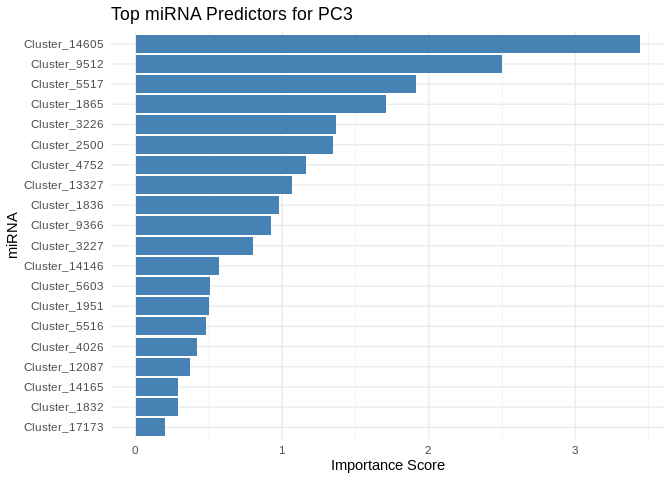 Top miRNA Predictors for PC3
Cluster_14605
Cluster_9512
Cluster_5517
Cluster_1865
Cluster_3226
Cluster_2500
Cluster_4752
Cluster_13327
Cluster_1836
Cluster_9366
Cluster_3227
Cluster_14146
Cluster_5603
Cluster_1951
Cluster_5516
Cluster_4026
Cluster_12087
Cluster_14165
Cluster_1832
Cluster_17173
miRNA
0 1 2 3
Importance Score